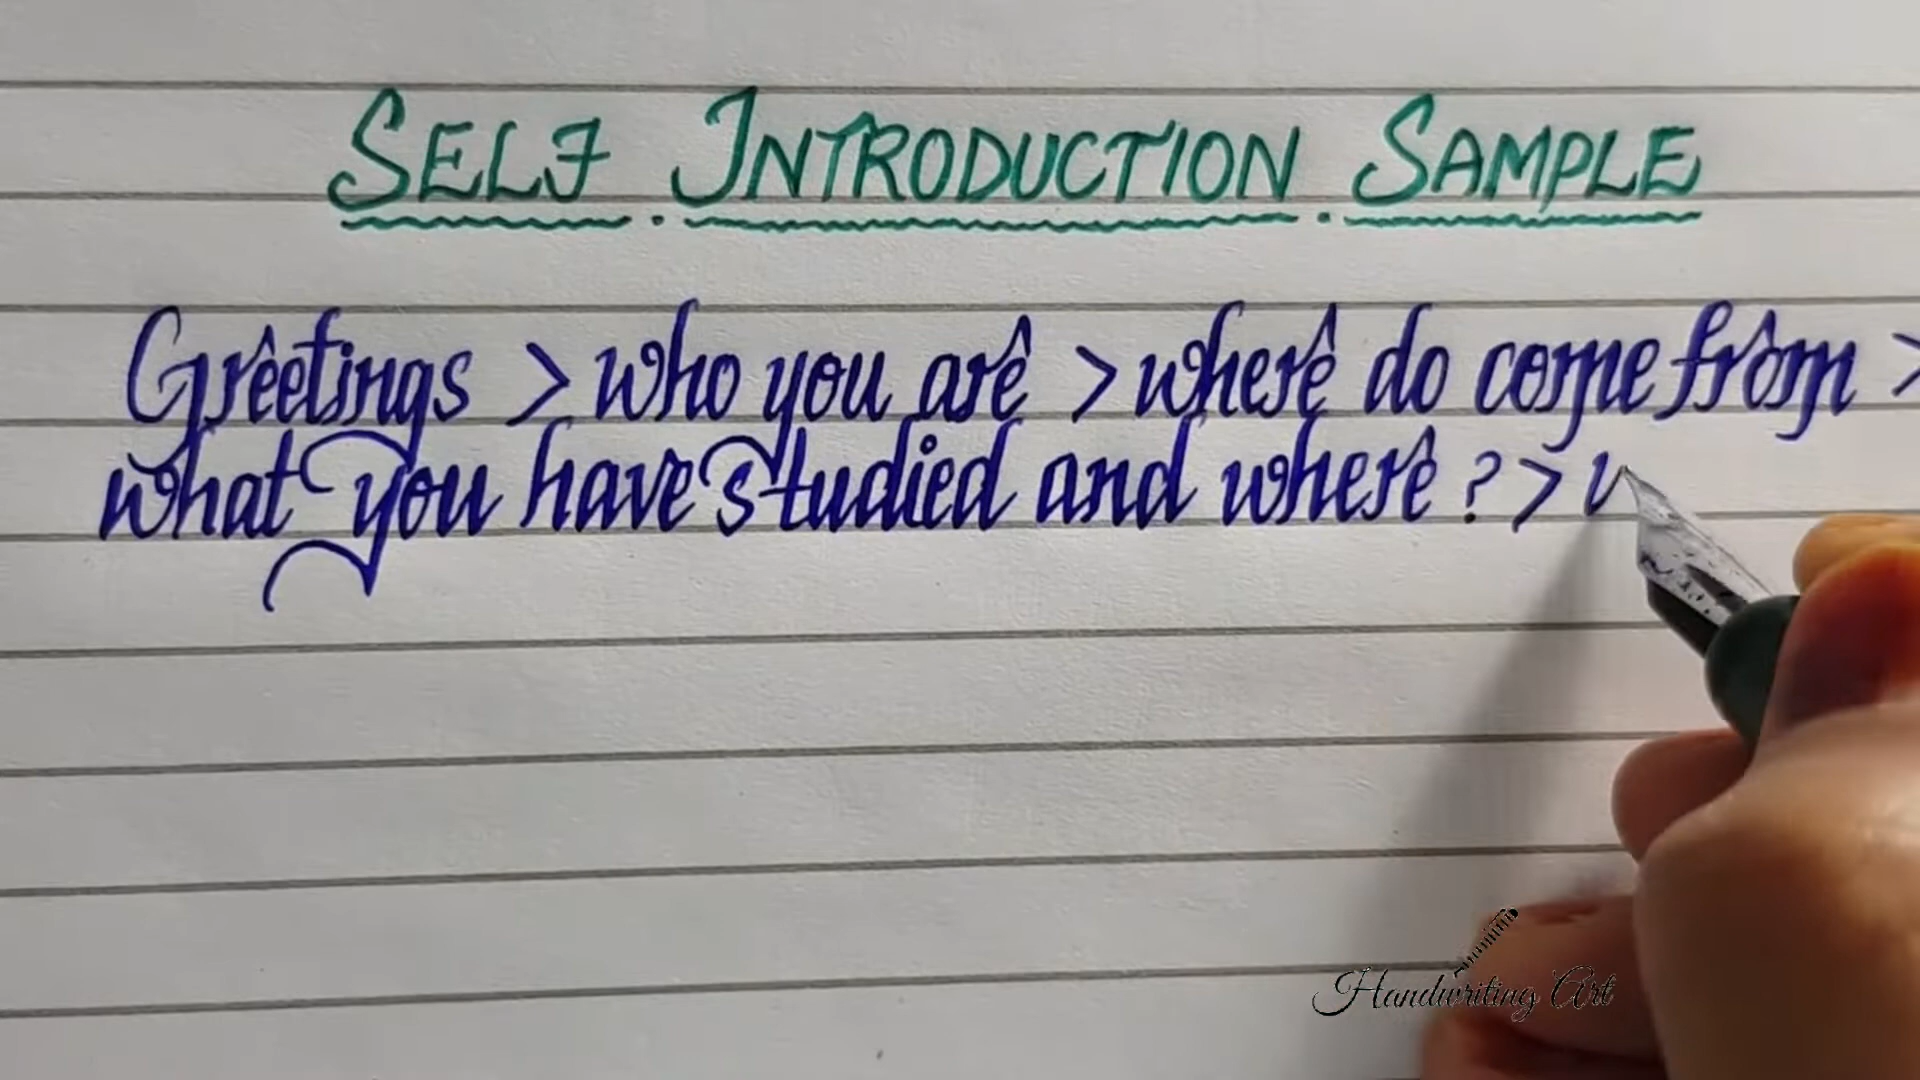 SELF INTRODUCTION SAMPLE
Greetings > who you are > where do come from >
what you have studied and where ? >
Handwriting Art